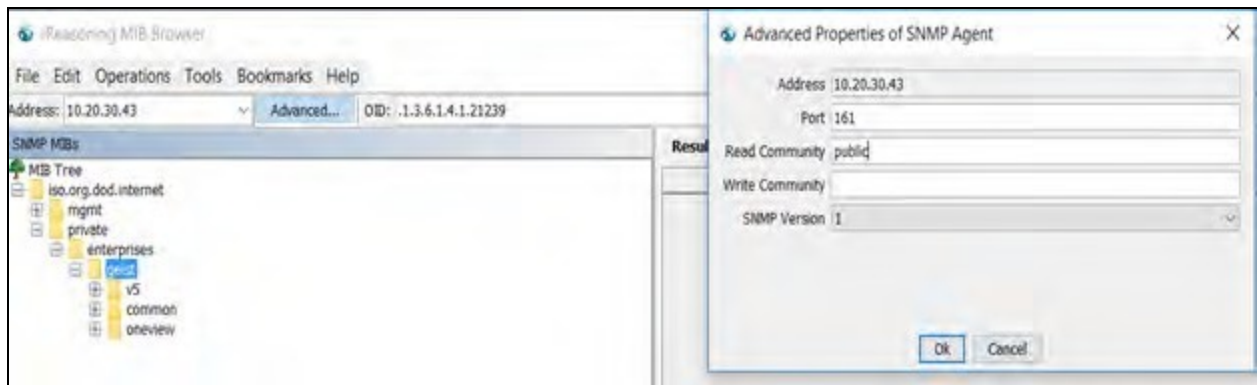 iReasoning MIB Browser
File Edit Operations Tools Bookmarks Help
Address: 10.20.30.43 Advanced... OID: .1.3.6.1.4.1.21239
SNMP MIBs
MIB Tree
iso.org.dod.internet
mgmt
private
enterprises
geist
v5
common
oneview
Resul
Advanced Properties of SNMP Agent
Address 10.20.30.43
Port 161
Read Community public
Write Community
SNMP Version 1
Ok Cancel